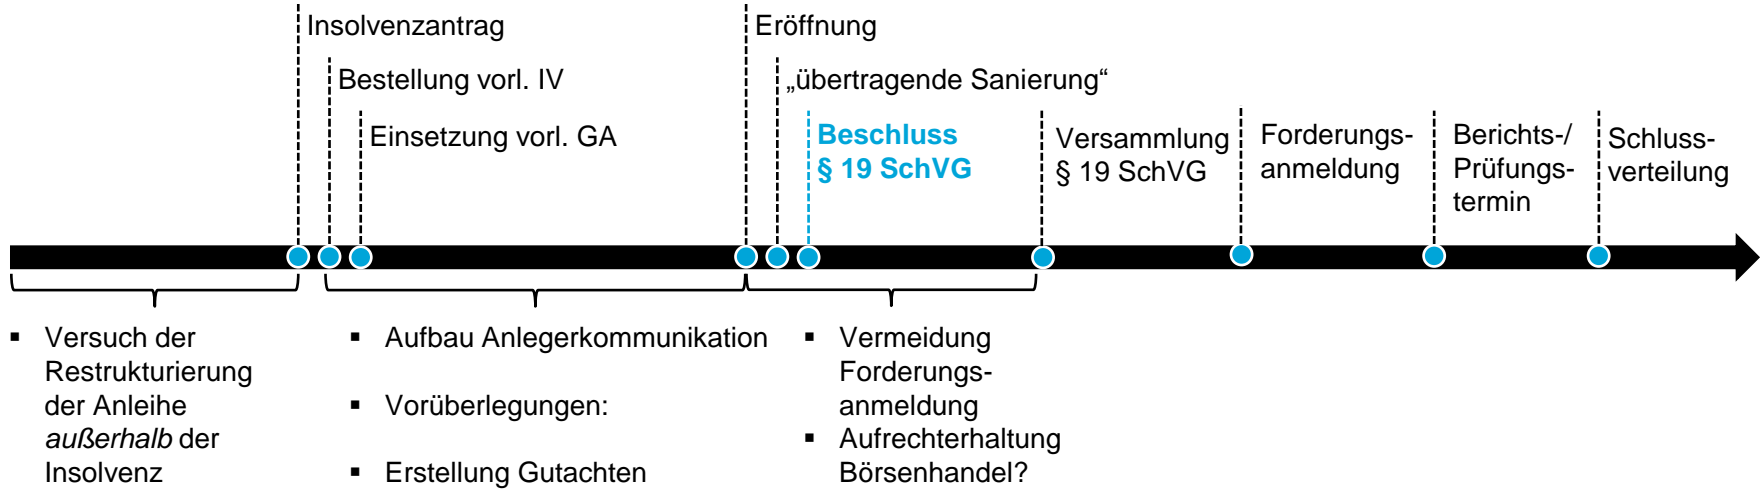 Insolvenzantrag
Bestellung vorl. IV
Einsetzung vorl. GA
Eröffnung
„übertragende Sanierung“
Beschluss
§ 19 SchVG
Versammlung
§ 19 SchVG
Forderungs-
anmeldung
Berichts-/
Prüfungs-
termin
Schluss-
verteilung
▪ Versuch der
Restrukturierung
der Anleihe
außerhalb der
Insolvenz
▪ Aufbau Anlegerkommunikation
▪ Vorüberlegungen:
▪ Erstellung Gutachten
▪ Vermeidung
Forderungs-
anmeldung
▪ Aufrechterhaltung
Börsenhandel?